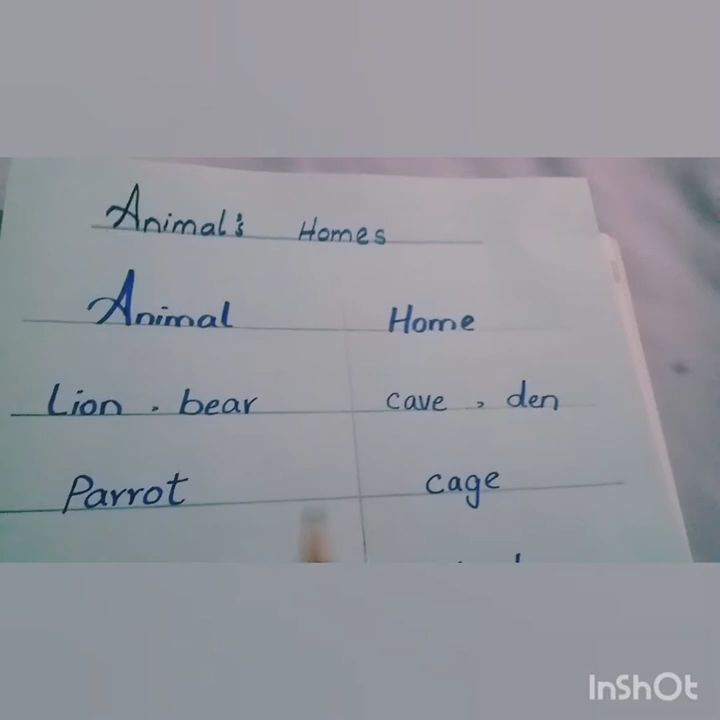 Animal's Homes
Animal Home
Lion , bear cave , den
Parrot cage
InShOt